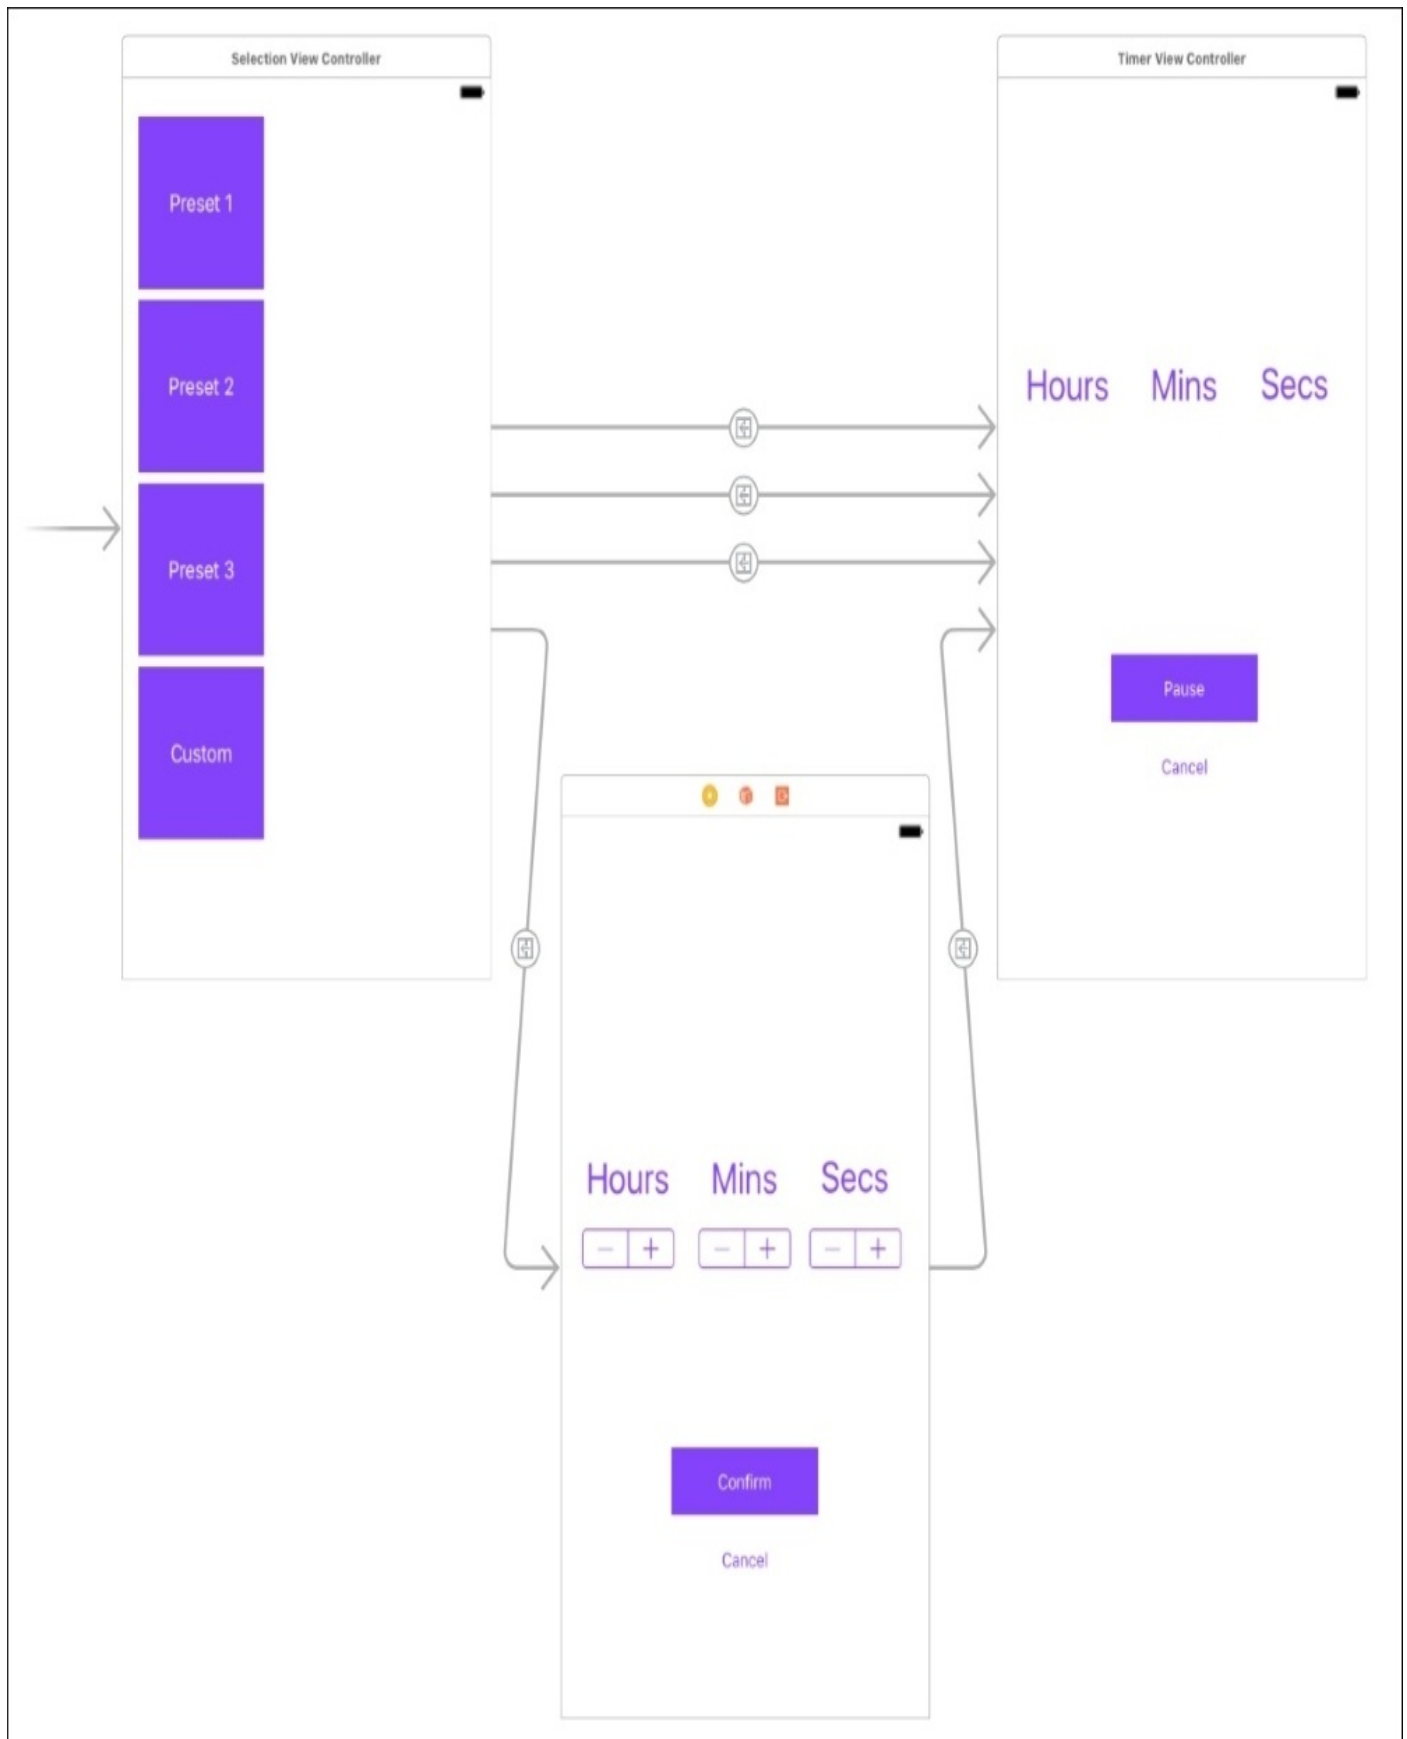 Selection View Controller
Preset 1
Preset 2
Preset 3
Custom
Timer View Controller
Hours Mins Secs
Pause
Cancel
Hours Mins Secs
− + − + − +
Confirm
Cancel